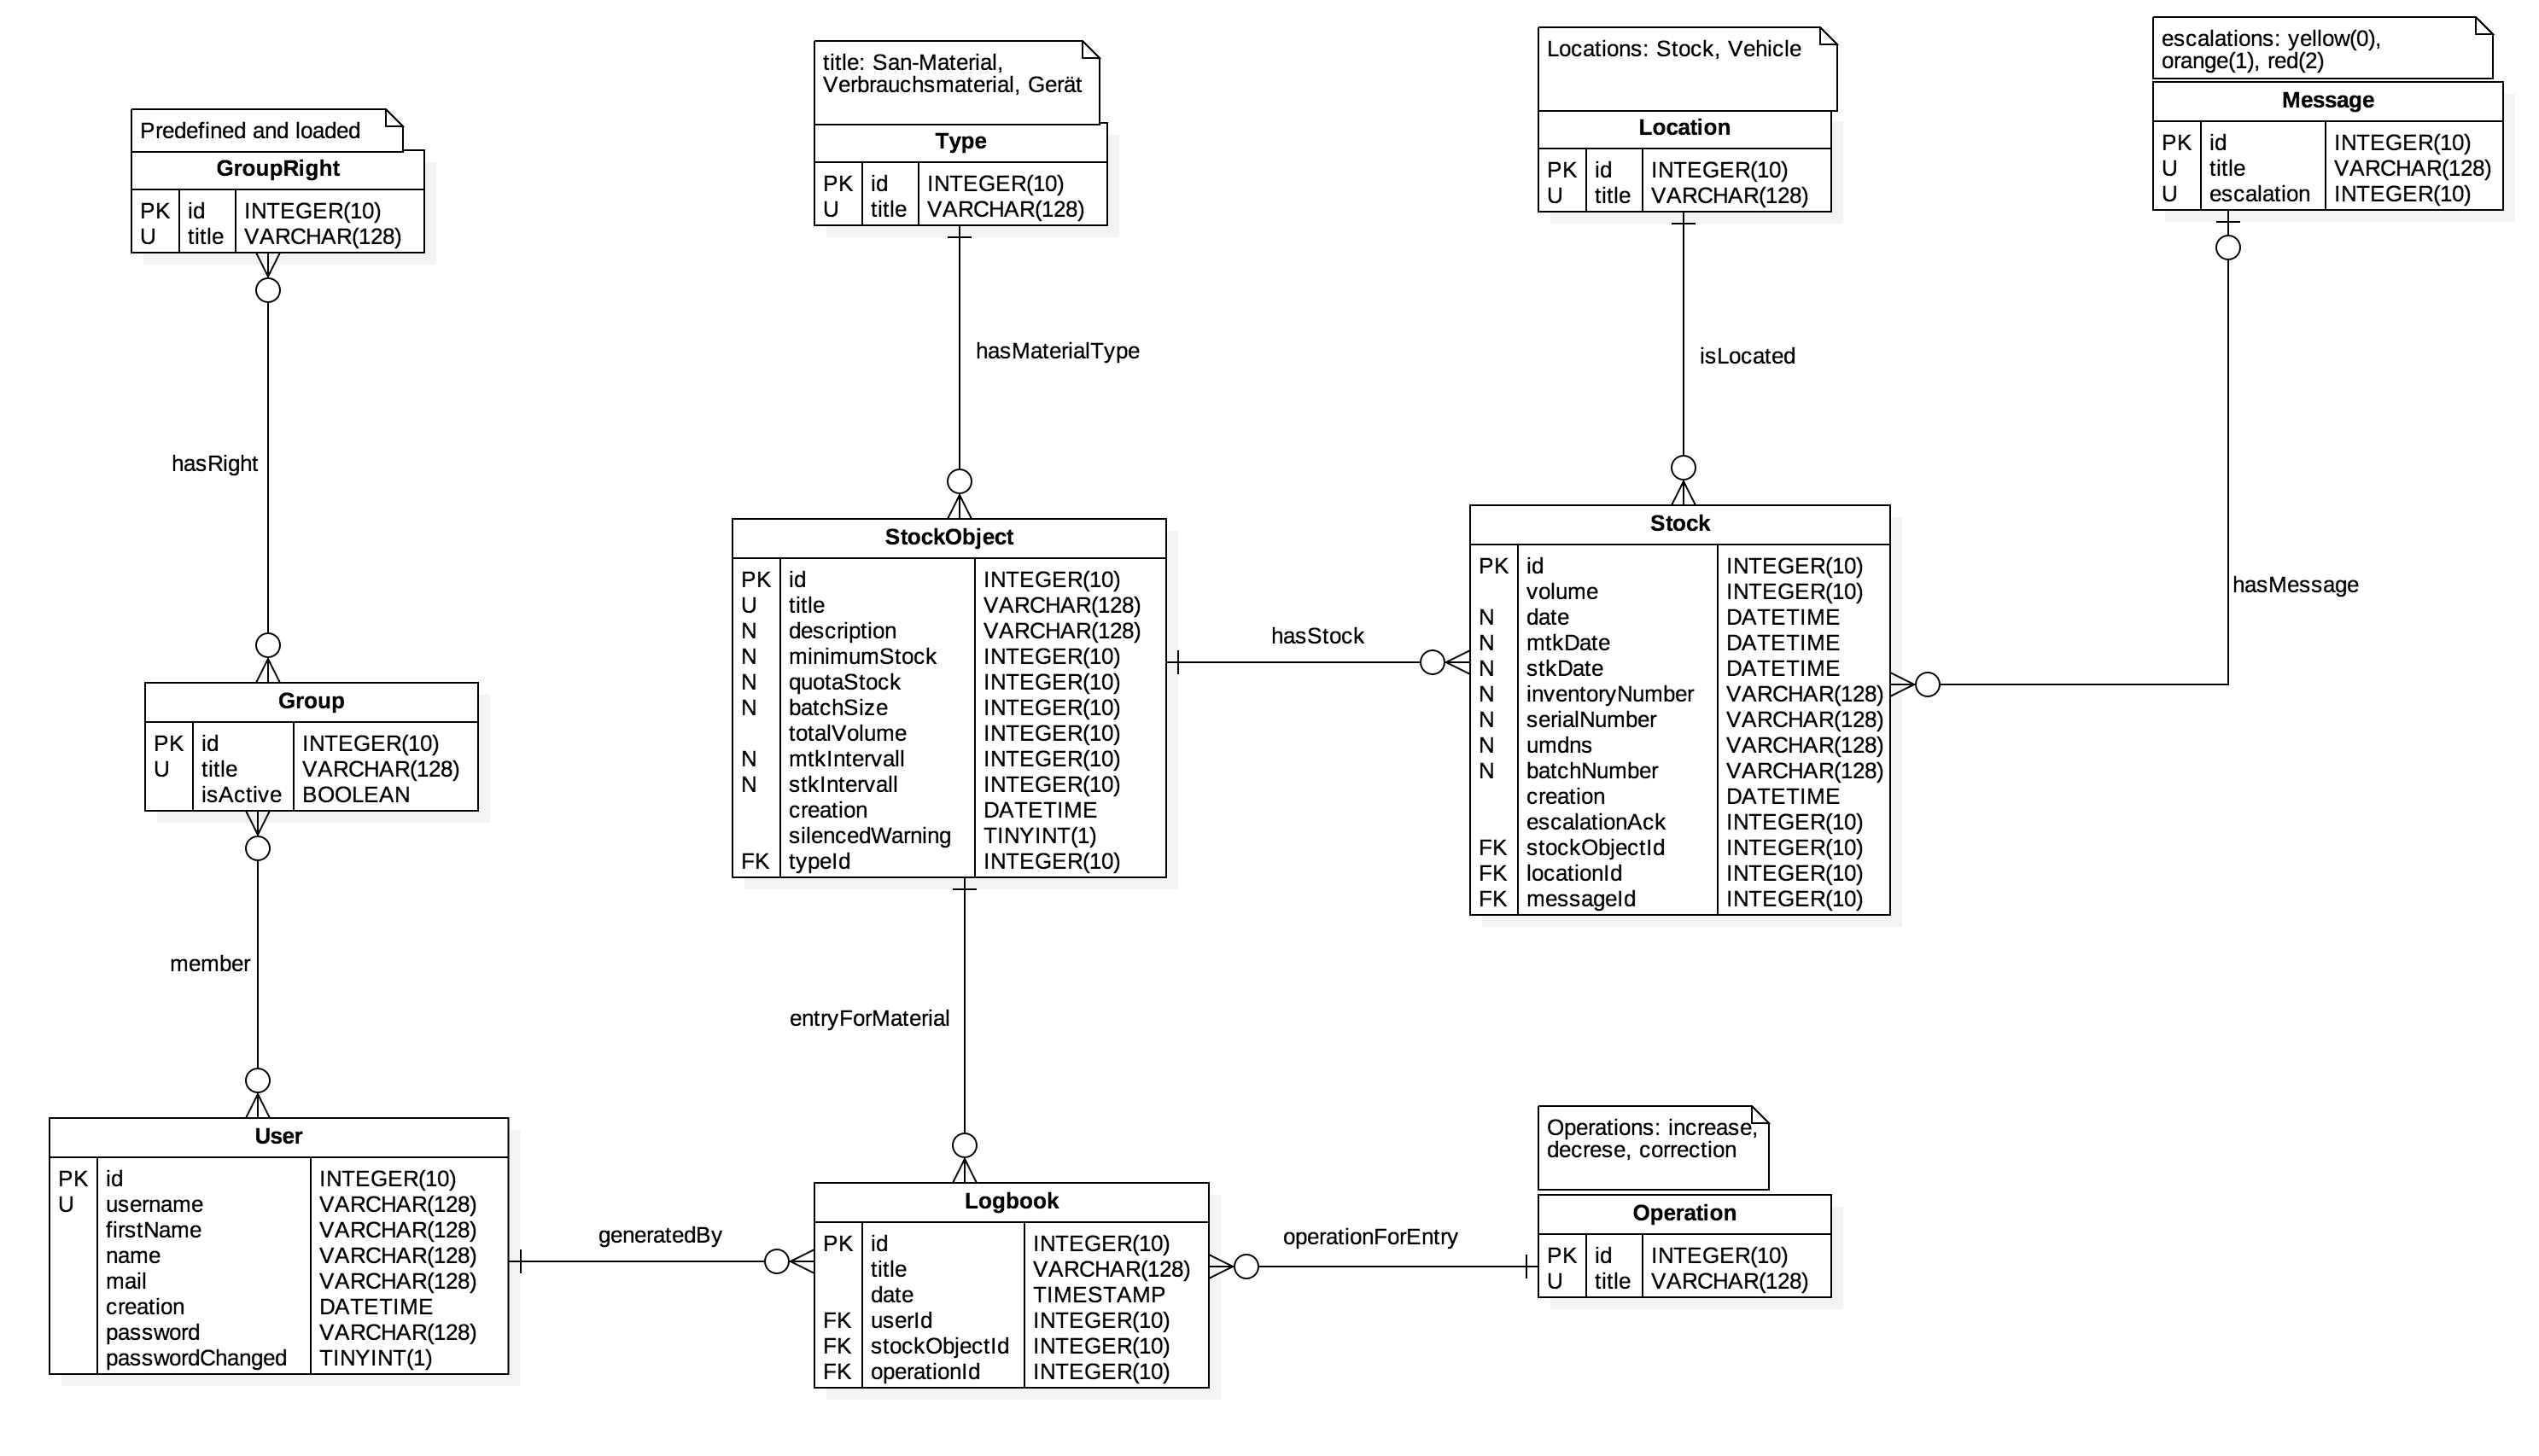 Predefined and loaded
GroupRight
PK id INTEGER(10)
U title VARCHAR(128)
hasRight
Group
PK id INTEGER(10)
U title VARCHAR(128)
isActive BOOLEAN
member
User
PK id INTEGER(10)
U username VARCHAR(128)
firstName VARCHAR(128)
name VARCHAR(128)
mail VARCHAR(128)
creation DATETIME
password VARCHAR(128)
passwordChanged TINYINT(1)
title: San-Material,
Verbrauchsmaterial, Gerät
Type
PK id INTEGER(10)
U title VARCHAR(128)
hasMaterialType
StockObject
PK id INTEGER(10)
U title VARCHAR(128)
N description VARCHAR(128)
N minimumStock INTEGER(10)
N quotaStock INTEGER(10)
N batchSize INTEGER(10)
totalVolume INTEGER(10)
N mtkIntervall INTEGER(10)
N stkIntervall INTEGER(10)
creation DATETIME
silencedWarning TINYINT(1)
FK typeId INTEGER(10)
entryForMaterial
generatedBy
Logbook
PK id INTEGER(10)
title VARCHAR(128)
date TIMESTAMP
FK userId INTEGER(10)
FK stockObjectId INTEGER(10)
FK operationId INTEGER(10)
Locations: Stock, Vehicle
Location
PK id INTEGER(10)
U title VARCHAR(128)
isLocated
hasStock
Stock
PK id INTEGER(10)
volume INTEGER(10)
N date DATETIME
N mtkDate DATETIME
N stkDate DATETIME
N inventoryNumber VARCHAR(128)
N serialNumber VARCHAR(128)
N umdns VARCHAR(128)
N batchNumber VARCHAR(128)
creation DATETIME
escalationAck INTEGER(10)
FK stockObjectId INTEGER(10)
FK locationId INTEGER(10)
FK messageId INTEGER(10)
operationForEntry
Operations: increase,
decrese, correction
Operation
PK id INTEGER(10)
U title VARCHAR(128)
escalations: yellow(0),
orange(1), red(2)
Message
PK id INTEGER(10)
U title VARCHAR(128)
U escalation INTEGER(10)
hasMessage